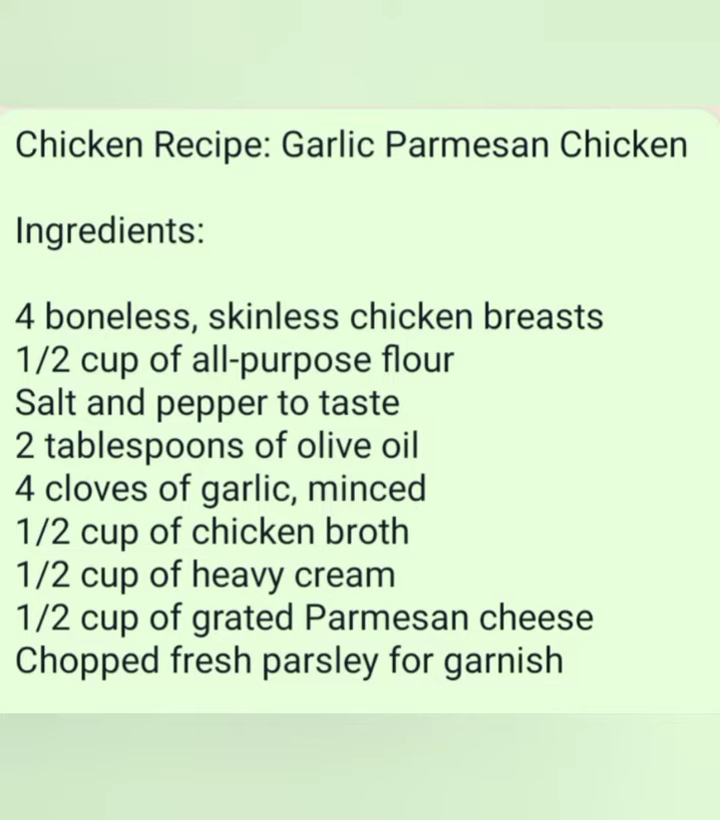 Chicken Recipe: Garlic Parmesan Chicken
Ingredients:
4 boneless, skinless chicken breasts
1/2 cup of all-purpose flour
Salt and pepper to taste
2 tablespoons of olive oil
4 cloves of garlic, minced
1/2 cup of chicken broth
1/2 cup of heavy cream
1/2 cup of grated Parmesan cheese
Chopped fresh parsley for garnish